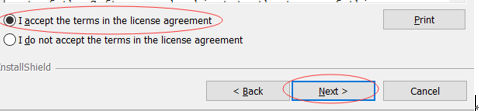 I accept the terms in the license agreement
Print
I do not accept the terms in the license agreement
InstallShield
< Back
Next >
Cancel